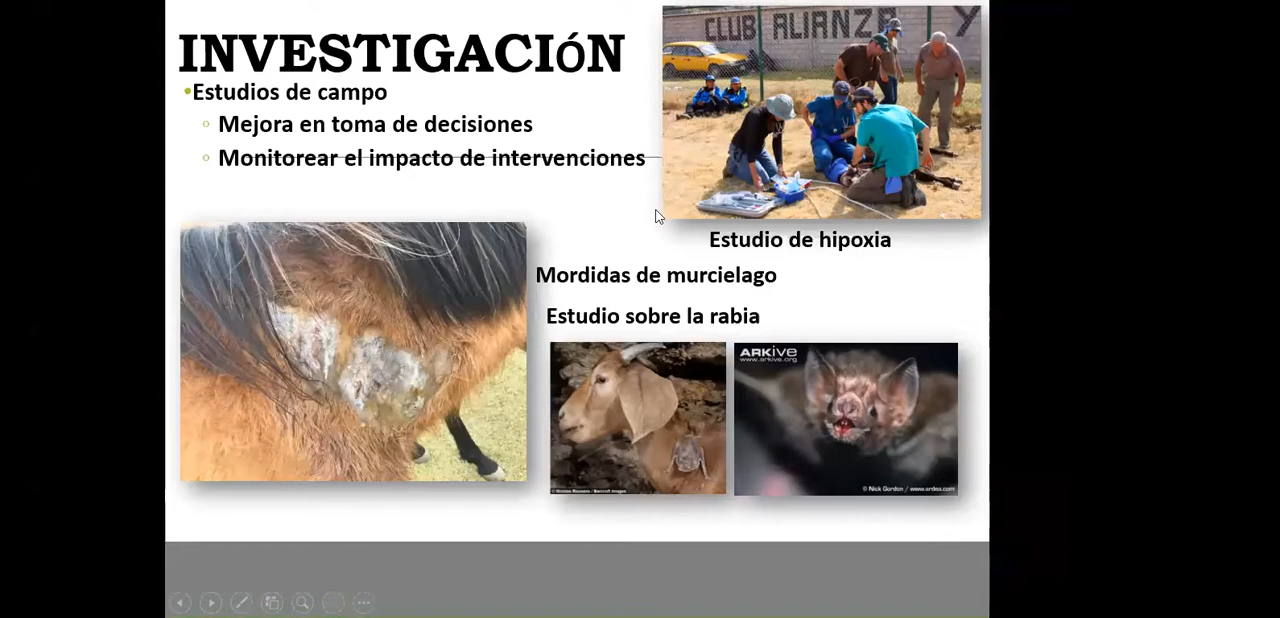 INVESTIGACIóN
•Estudios de campo
○ Mejora en toma de decisiones
○ Monitorear el impacto de intervenciones
CLUB ALIANZA Y
Estudio de hipoxia
Mordidas de murcielago
Estudio sobre la rabia
ARKive
www.arkive.org
© Nick Gordon / www.ardea.com